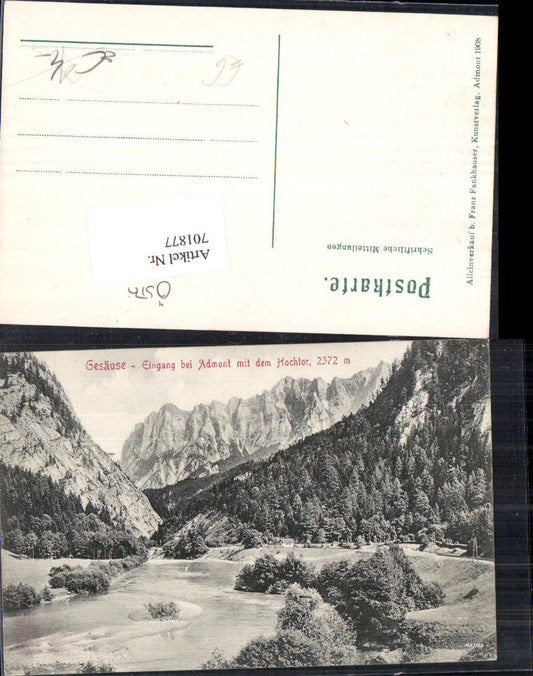 Postkarte.
Schriftliche Mitteilungen
Alleinverkauf b. Franz Fankhauser, Kunstverlag, Admont 1908
Artikel Nr.
701877
Gesäuse - Eingang bei Admont mit dem Hochtor, 2372 m